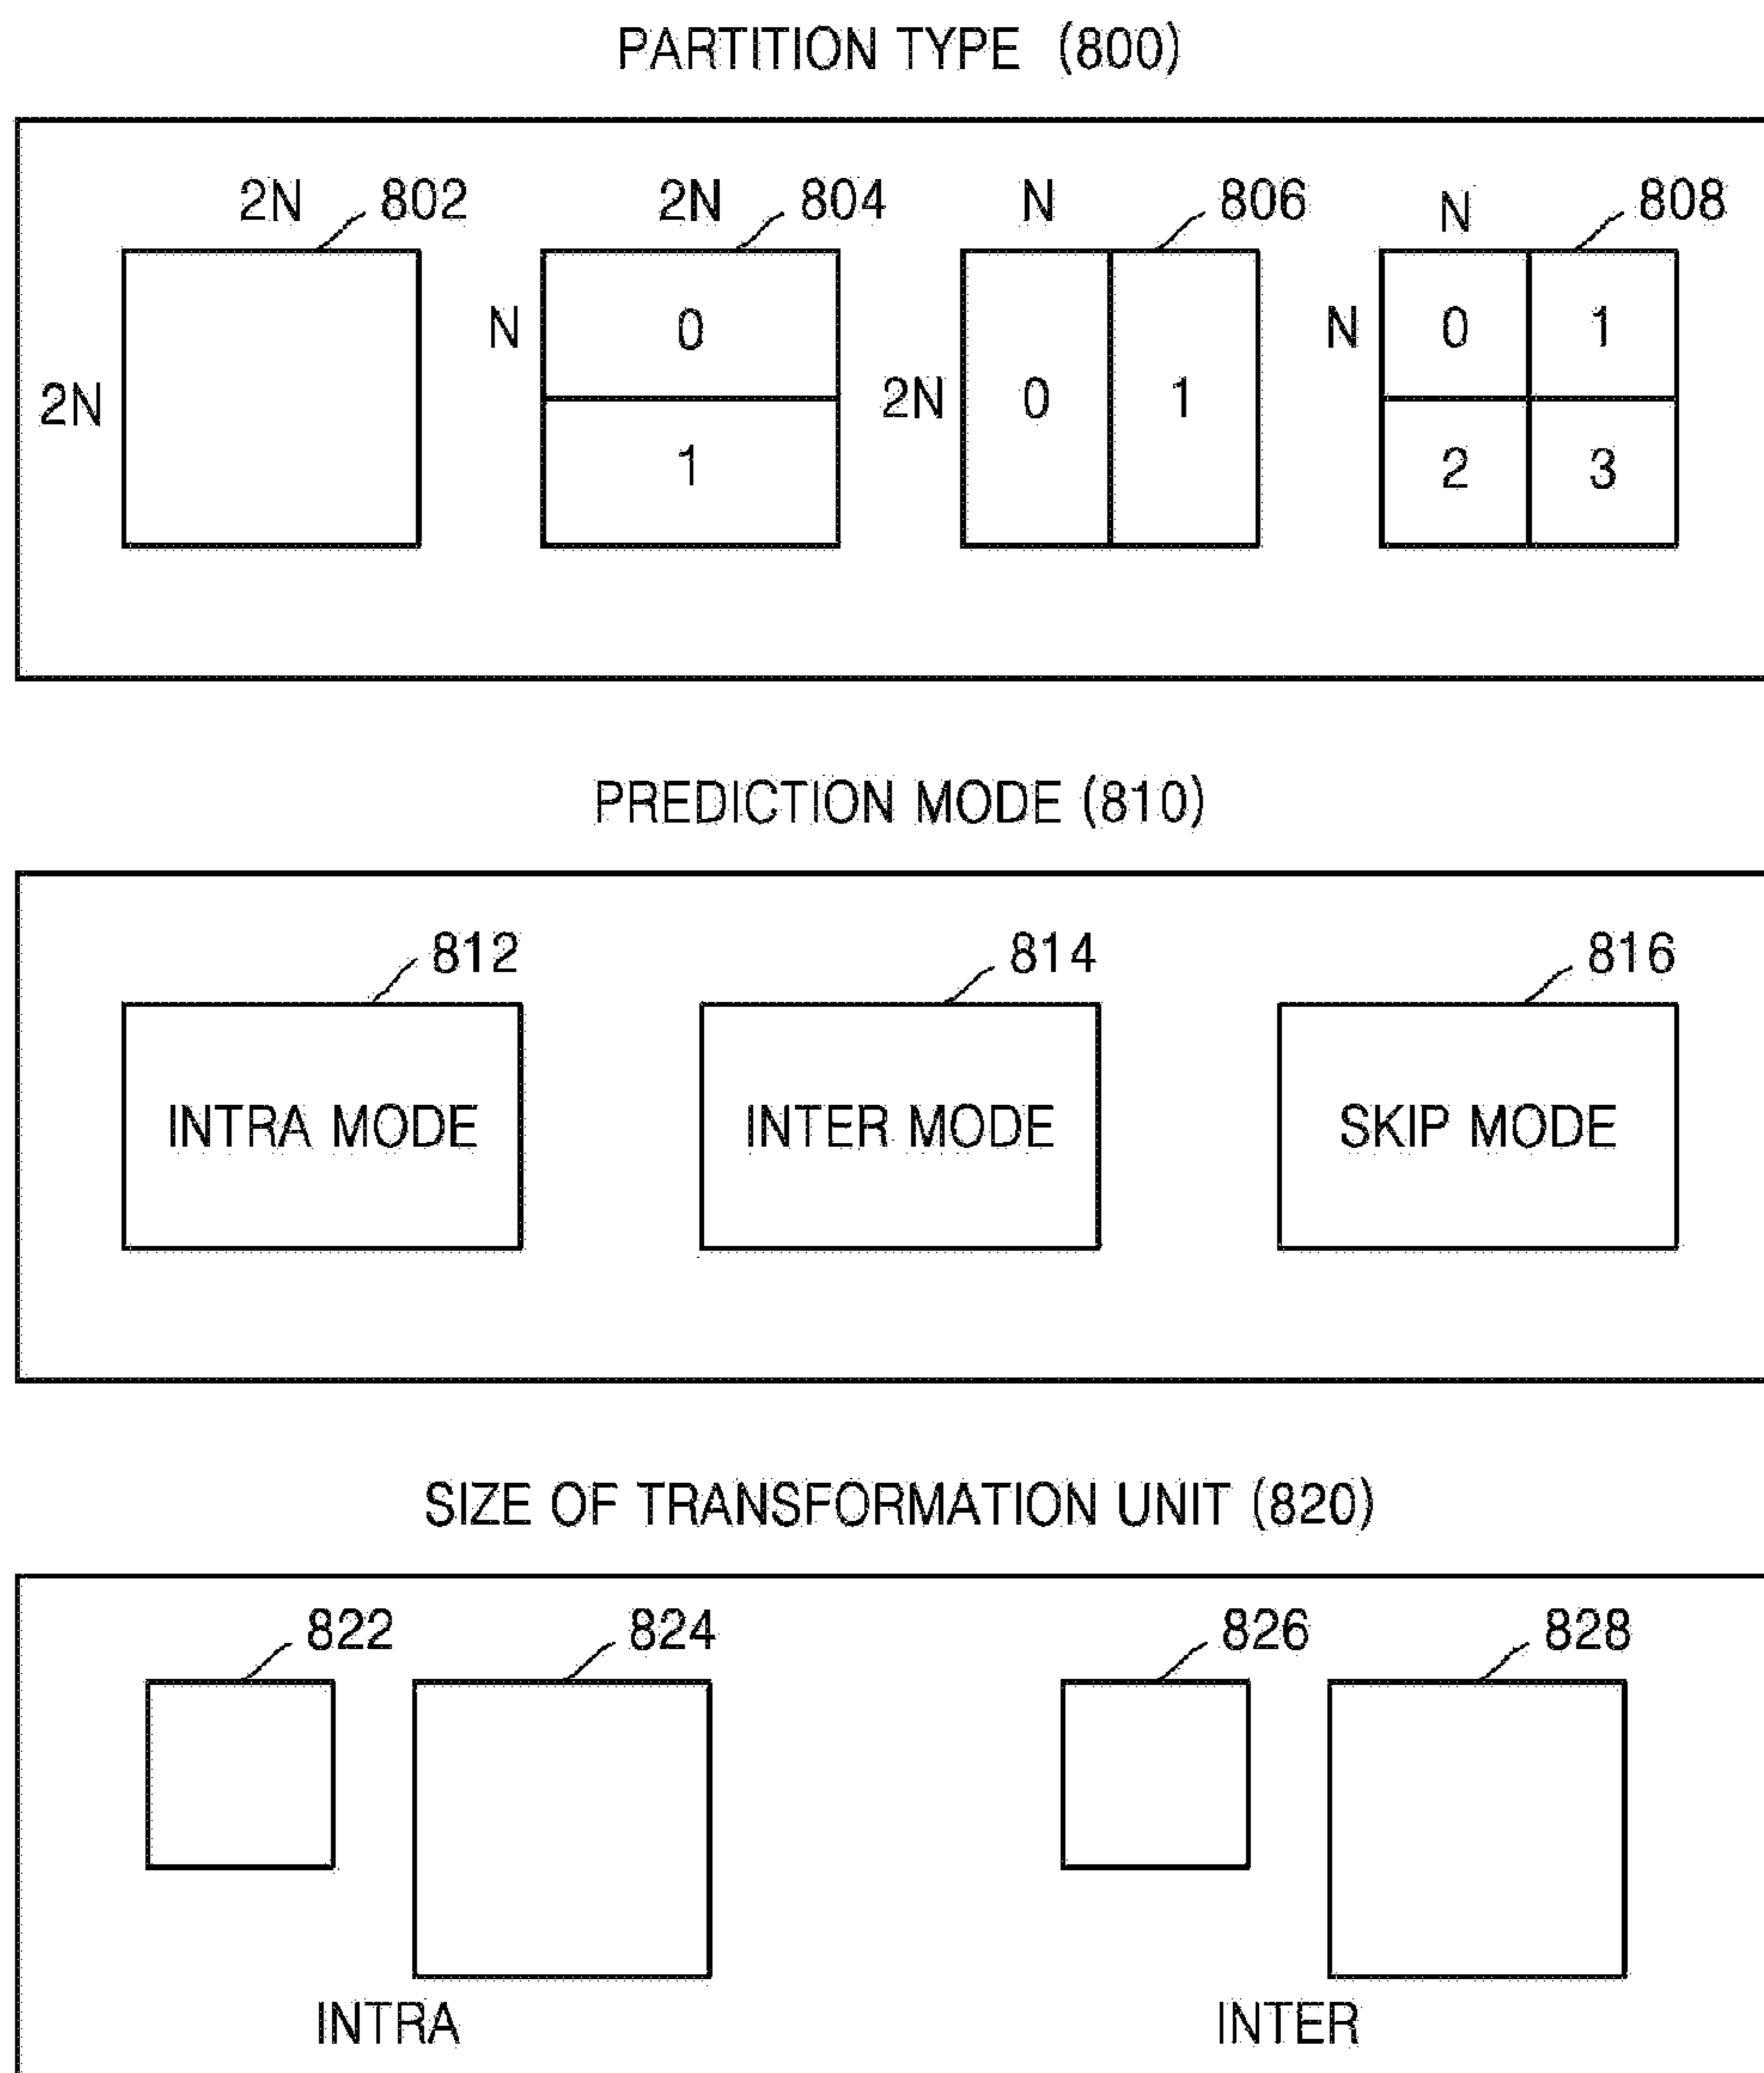 PARTITION TYPE (800)
2N 802 2N 804 N 806 N 808
N 0 N 0 1
2N 2N 0 1
1 2 3
PREDICTION MODE (810)
812 814 816
INTRA MODE INTER MODE SKIP MODE
SIZE OF TRANSFORMATION UNIT (820)
822 824 826 828
INTRA INTER